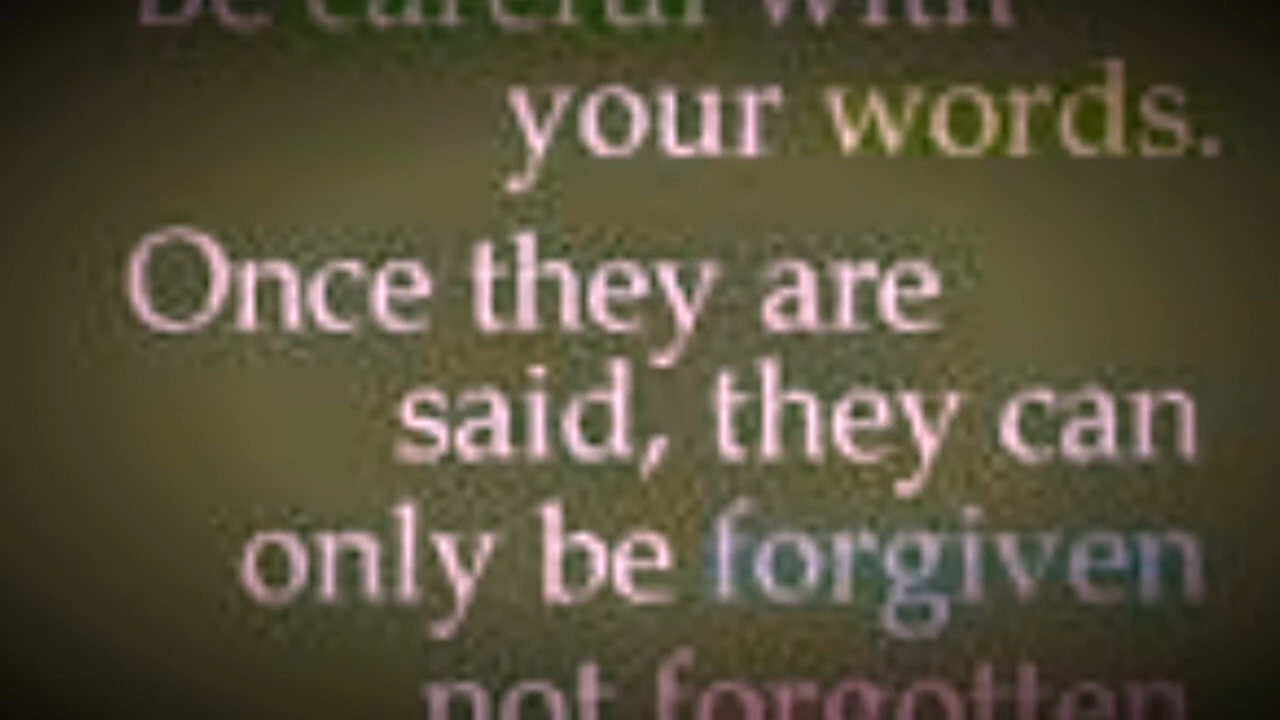 be careful with
your words.
Once they are
said, they can
only be forgiven
not forgotten